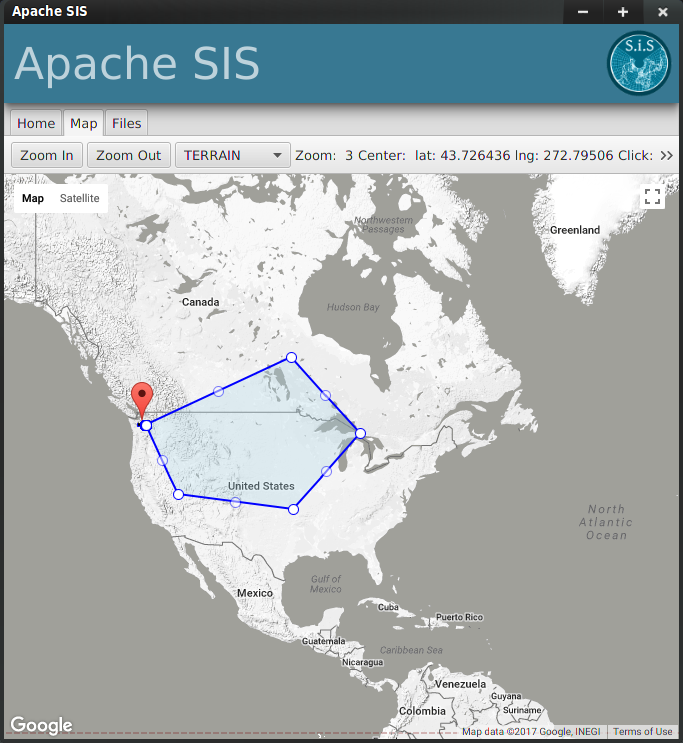 Apache SIS
Apache SIS
S.i.S
Home Map Files
Zoom In Zoom Out TERRAIN Zoom: 3 Center: lat: 43.726436 lng: 272.79506 Click:
Map Satellite
Northwestern
Passages
Greenland
Canada
Hudson Bay
United States
North
Atlantic
Ocean
Gulf of
Mexico
Mexico
Cuba
Puerto Rico
Guatemala
Caribbean Sea
Nicaragua
Venezuela
Guyana
Suriname
Colombia
Google
Map data ©2017 Google, INEGI Terms of Use